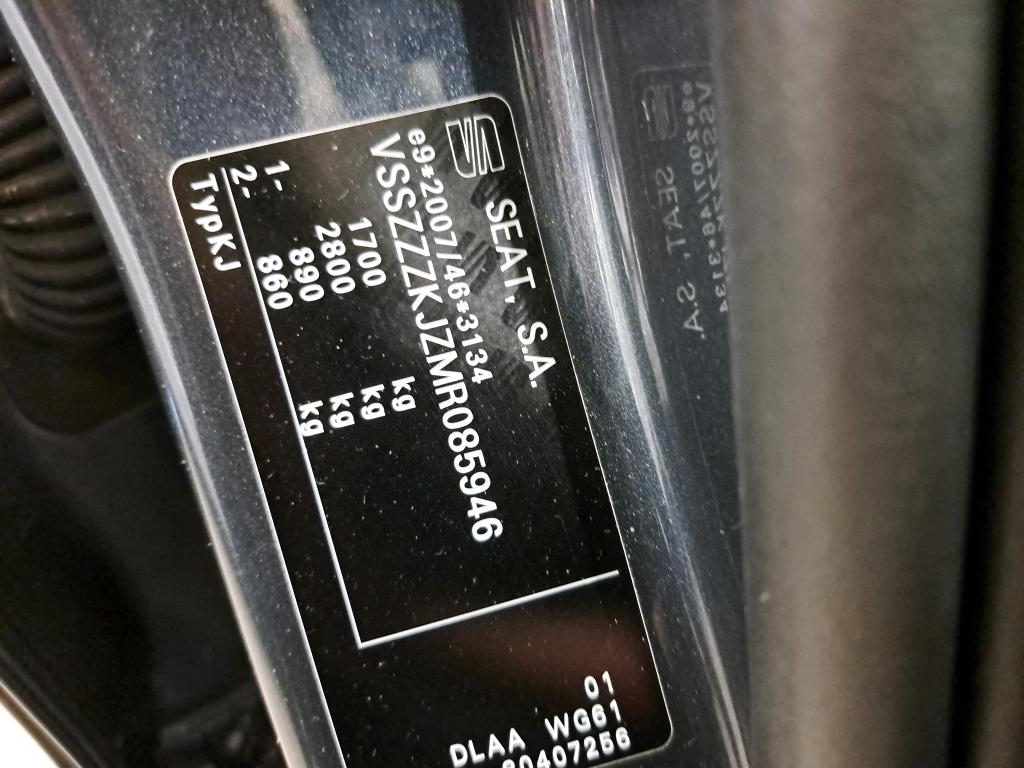 SEAT, S.A.
e9*2007/46*3134
VSSZZZKJZMR085946
1700 kg
2800 kg
1- 890 kg
2- 860 kg
TypKJ
01
DLAA WG61
80407256